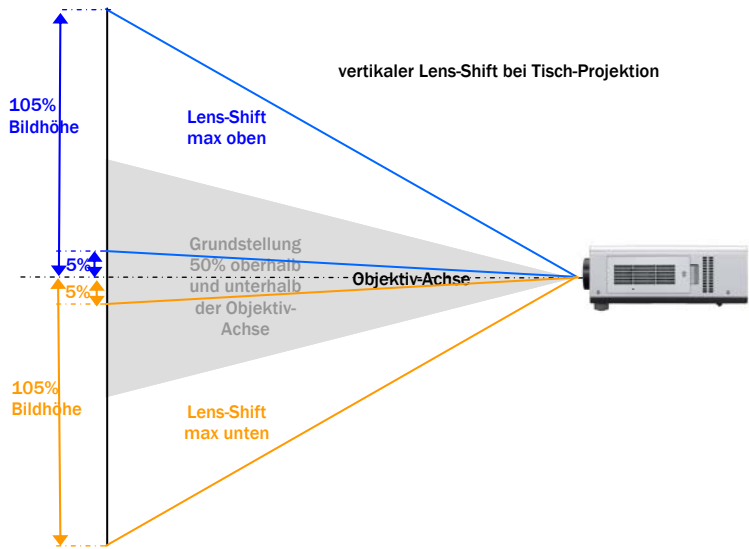 vertikaler Lens-Shift bei Tisch-Projektion
105%
Bildhöhe
Lens-Shift
max oben
Grundstellung
50% oberhalb
und unterhalb
der Objektiv-
Achse
5%
Objektiv-Achse
5%
105%
Bildhöhe
Lens-Shift
max unten